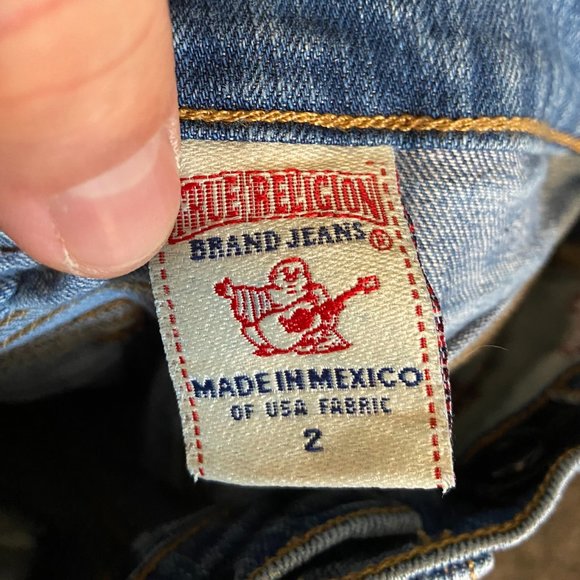 TRUE RELIGION
BRAND JEANS®
MADE IN MEXICO
OF USA FABRIC
2